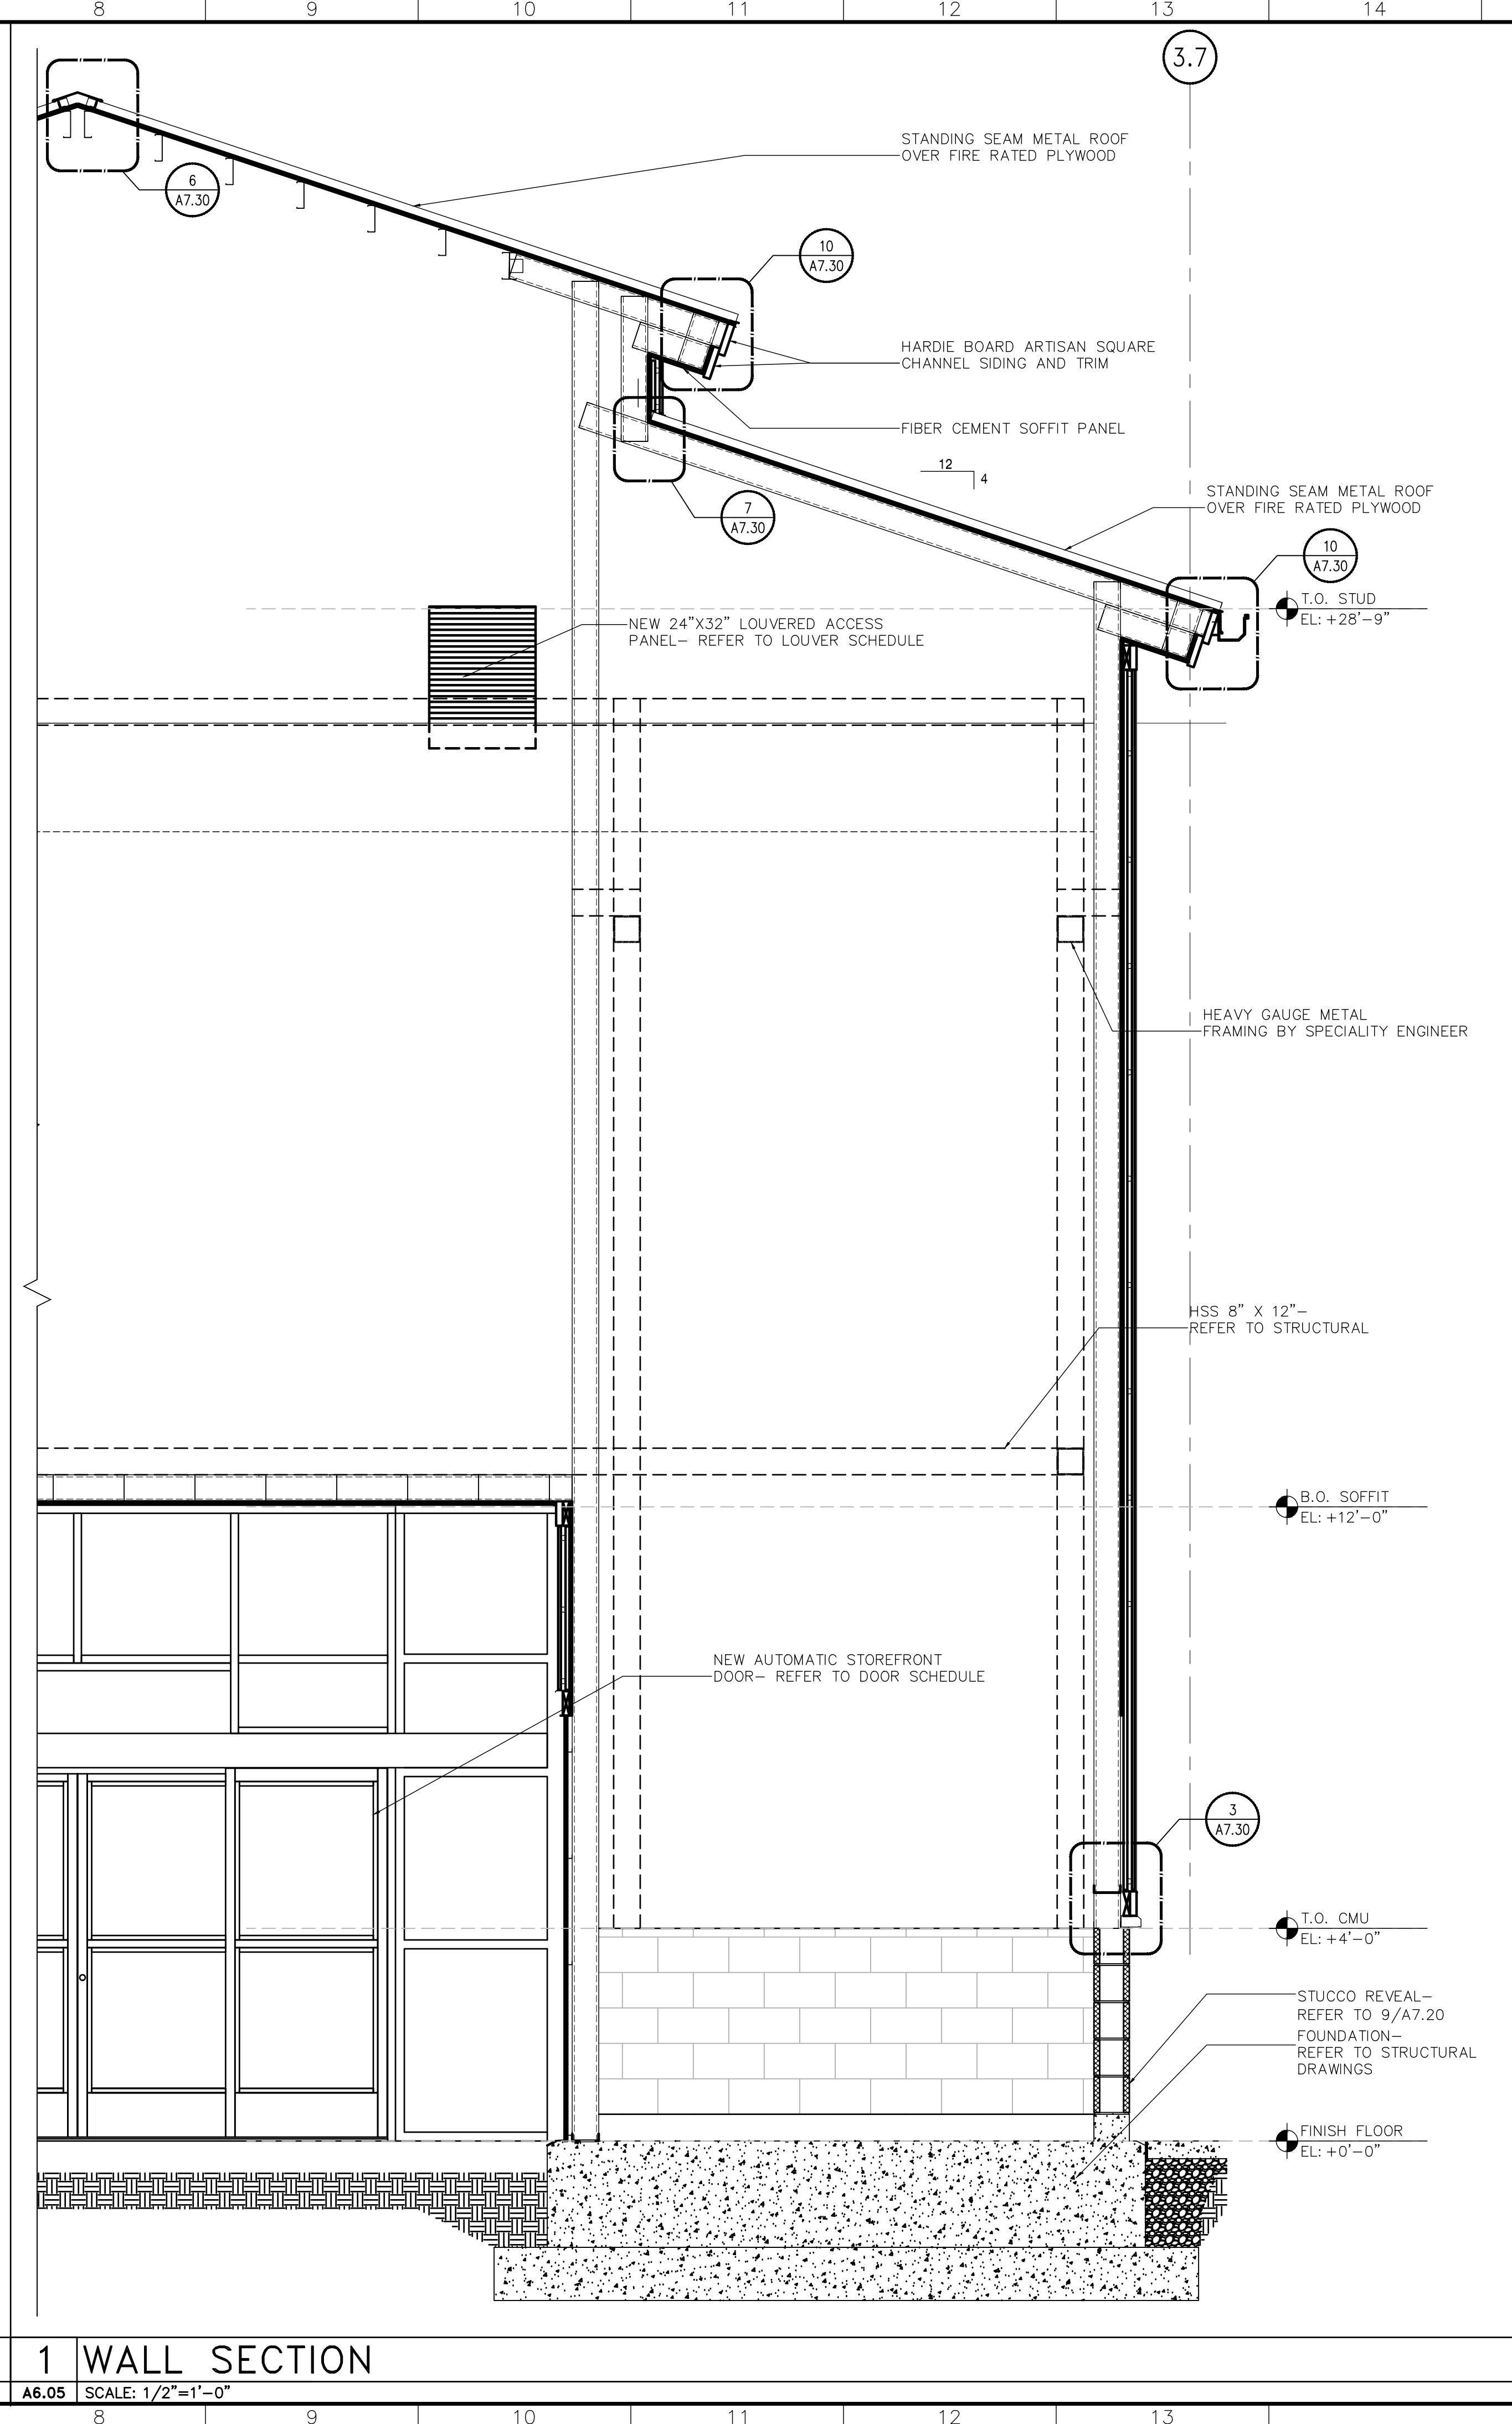 8 9 10 11 12 13 14
3.7
STANDING SEAM METAL ROOF
OVER FIRE RATED PLYWOOD
6
A7.30
10
A7.30
HARDIE BOARD ARTISAN SQUARE
CHANNEL SIDING AND TRIM
FIBER CEMENT SOFFIT PANEL
12
4
STANDING SEAM METAL ROOF
OVER FIRE RATED PLYWOOD
7
A7.30
10
A7.30
T.O. STUD
EL: +28'-9"
NEW 24"X32" LOUVERED ACCESS
PANEL- REFER TO LOUVER SCHEDULE
HEAVY GAUGE METAL
FRAMING BY SPECIALITY ENGINEER
HSS 8" X 12"-
REFER TO STRUCTURAL
B.O. SOFFIT
EL: +12'-0"
NEW AUTOMATIC STOREFRONT
DOOR- REFER TO DOOR SCHEDULE
3
A7.30
T.O. CMU
EL: +4'-0"
STUCCO REVEAL-
REFER TO 9/A7.20
FOUNDATION-
REFER TO STRUCTURAL
DRAWINGS
FINISH FLOOR
EL: +0'-0"
1 WALL SECTION
A6.05 SCALE: 1/2"=1'-0"
8 9 10 11 12 13